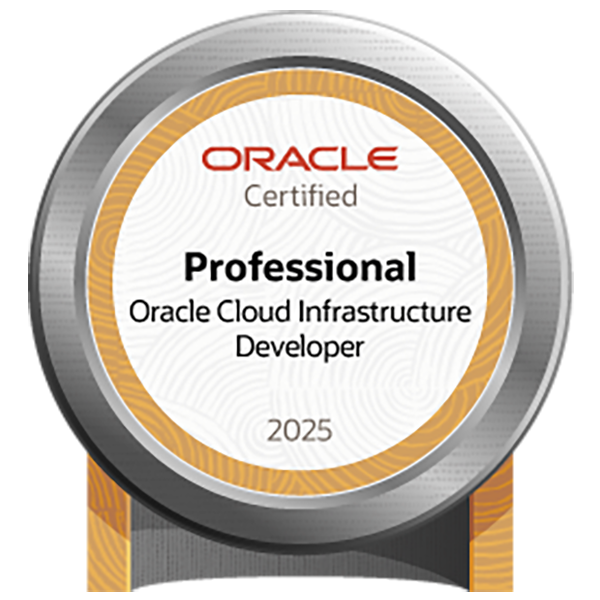 ORACLE
Certified
Professional
Oracle Cloud Infrastructure
Developer
2025